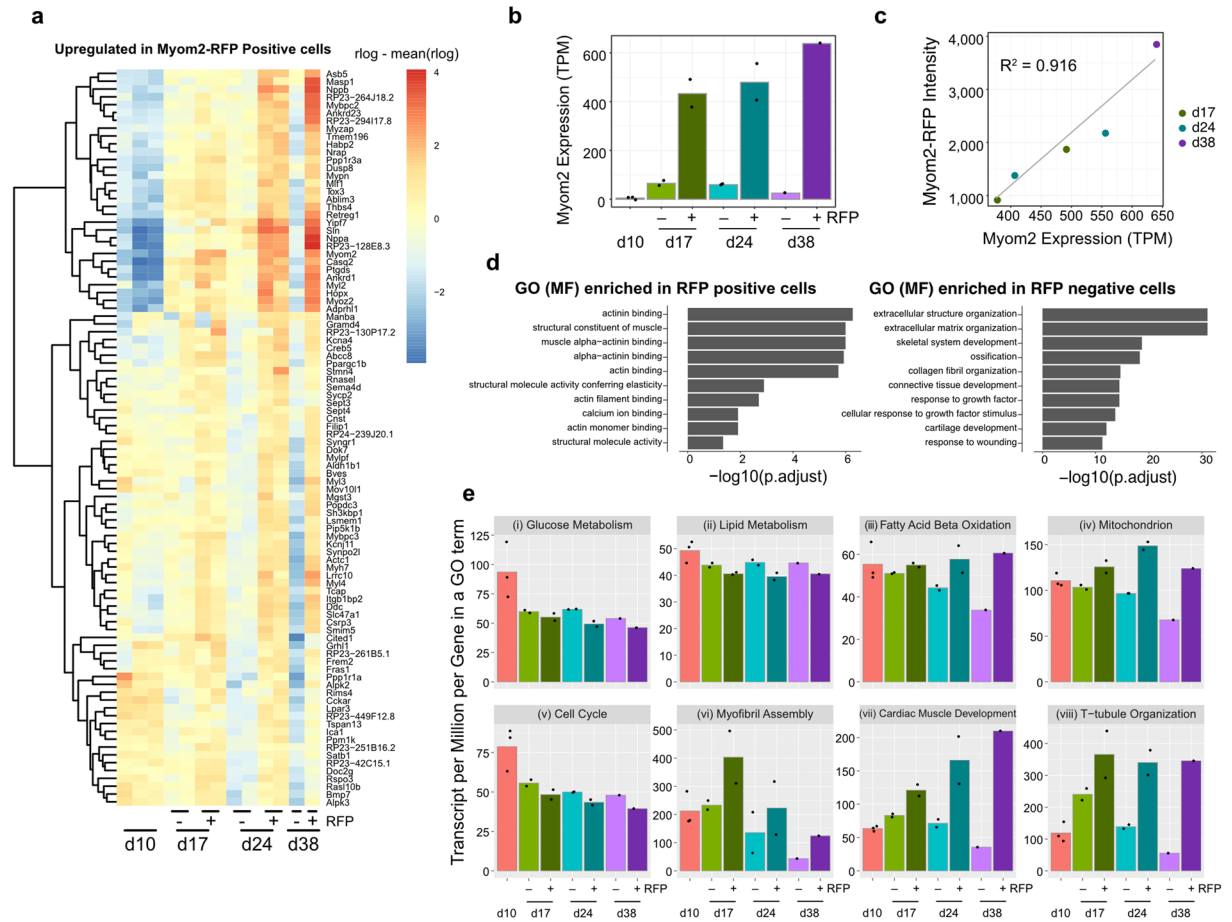 a
Upregulated in Myom2-RFP Positive cells
rlog - mean(rlog)
4
2
0
−2
Asb5
Masp1
Nppb
RP23−264J18.2
Mybpc2
Ankrd23
RP23−294I17.8
Myzap
Tmem196
Habp2
Nrap
Ppp1r3a
Dusp8
Mypn
Mlf1
Tox3
Ablim3
Thbs4
Retreg1
Yipf7
Sln
Nppa
RP23−128E8.3
Myom2
Casq2
Ptgds
Ankrd1
Myl2
Hopx
Myoz2
Adprhl1
Manba
Gramd4
RP23−130P17.2
Kcna4
Creb5
Abcc8
Ppargc1b
Stmn4
Rnasel
Sema4d
Sycp2
Sept3
Sept4
Cnst
Filip1
RP24−239J20.1
Syngr1
Dok7
Mylpf
Aldh1b1
Bves
Myl3
Mov10l1
Mgst3
Popdc3
Sh3kbp1
Lsmem1
Pip5k1b
Mybpc3
Kcnj11
Synpo2l
Actc1
Myh7
Lrrc10
Myl4
Tcap
Itgb1bp2
Ddc
Slc47a1
Csrp3
Smim5
Cited1
Grhl1
RP23−261B5.1
Frem2
Fras1
Ppp1r1a
Alpk2
Rims4
Cckar
Lpar3
RP23−449F12.8
Tspan13
Ica1
Ppm1k
RP23−251B16.2
Satb1
RP23−42C15.1
Doc2g
Rspo3
Rasl10b
Bmp7
Alpk3
− + − + − + RFP
d10 d17 d24 d38
b
Myom2 Expression (TPM)
600
400
200
0
− + − + − + RFP
d10 d17 d24 d38
c
Myom2-RFP Intensity
4,000
3,000
2,000
1,000
R² = 0.916
400 450 500 550 600 650
Myom2 Expression (TPM)
d17
d24
d38
d
GO (MF) enriched in RFP positive cells
actinin binding
structural constituent of muscle
muscle alpha-actinin binding
alpha-actinin binding
actin binding
structural molecule activity conferring elasticity
actin filament binding
calcium ion binding
actin monomer binding
structural molecule activity
0 2 4 6
−log10(p.adjust)
GO (MF) enriched in RFP negative cells
extracellular structure organization
extracellular matrix organization
skeletal system development
ossification
collagen fibril organization
connective tissue development
response to growth factor
cellular response to growth factor stimulus
cartilage development
response to wounding
0 10 20 30
−log10(p.adjust)
e
Transcript per Million per Gene in a GO term
(i) Glucose Metabolism
125
100
75
50
25
0
(ii) Lipid Metabolism
50
40
30
20
10
0
(iii) Fatty Acid Beta Oxidation
60
40
20
0
(iv) Mitochondrion
150
100
50
0
(v) Cell Cycle
75
50
25
0
(vi) Myofibril Assembly
500
400
300
200
100
0
(vii) Cardiac Muscle Development
200
150
100
50
0
(viii) T−tubule Organization
400
300
200
100
0
− + − + − +
d10 d17 d24 d38
− + − + − +
d10 d17 d24 d38
− + − + − +
d10 d17 d24 d38
− + − + − + RFP
d10 d17 d24 d38